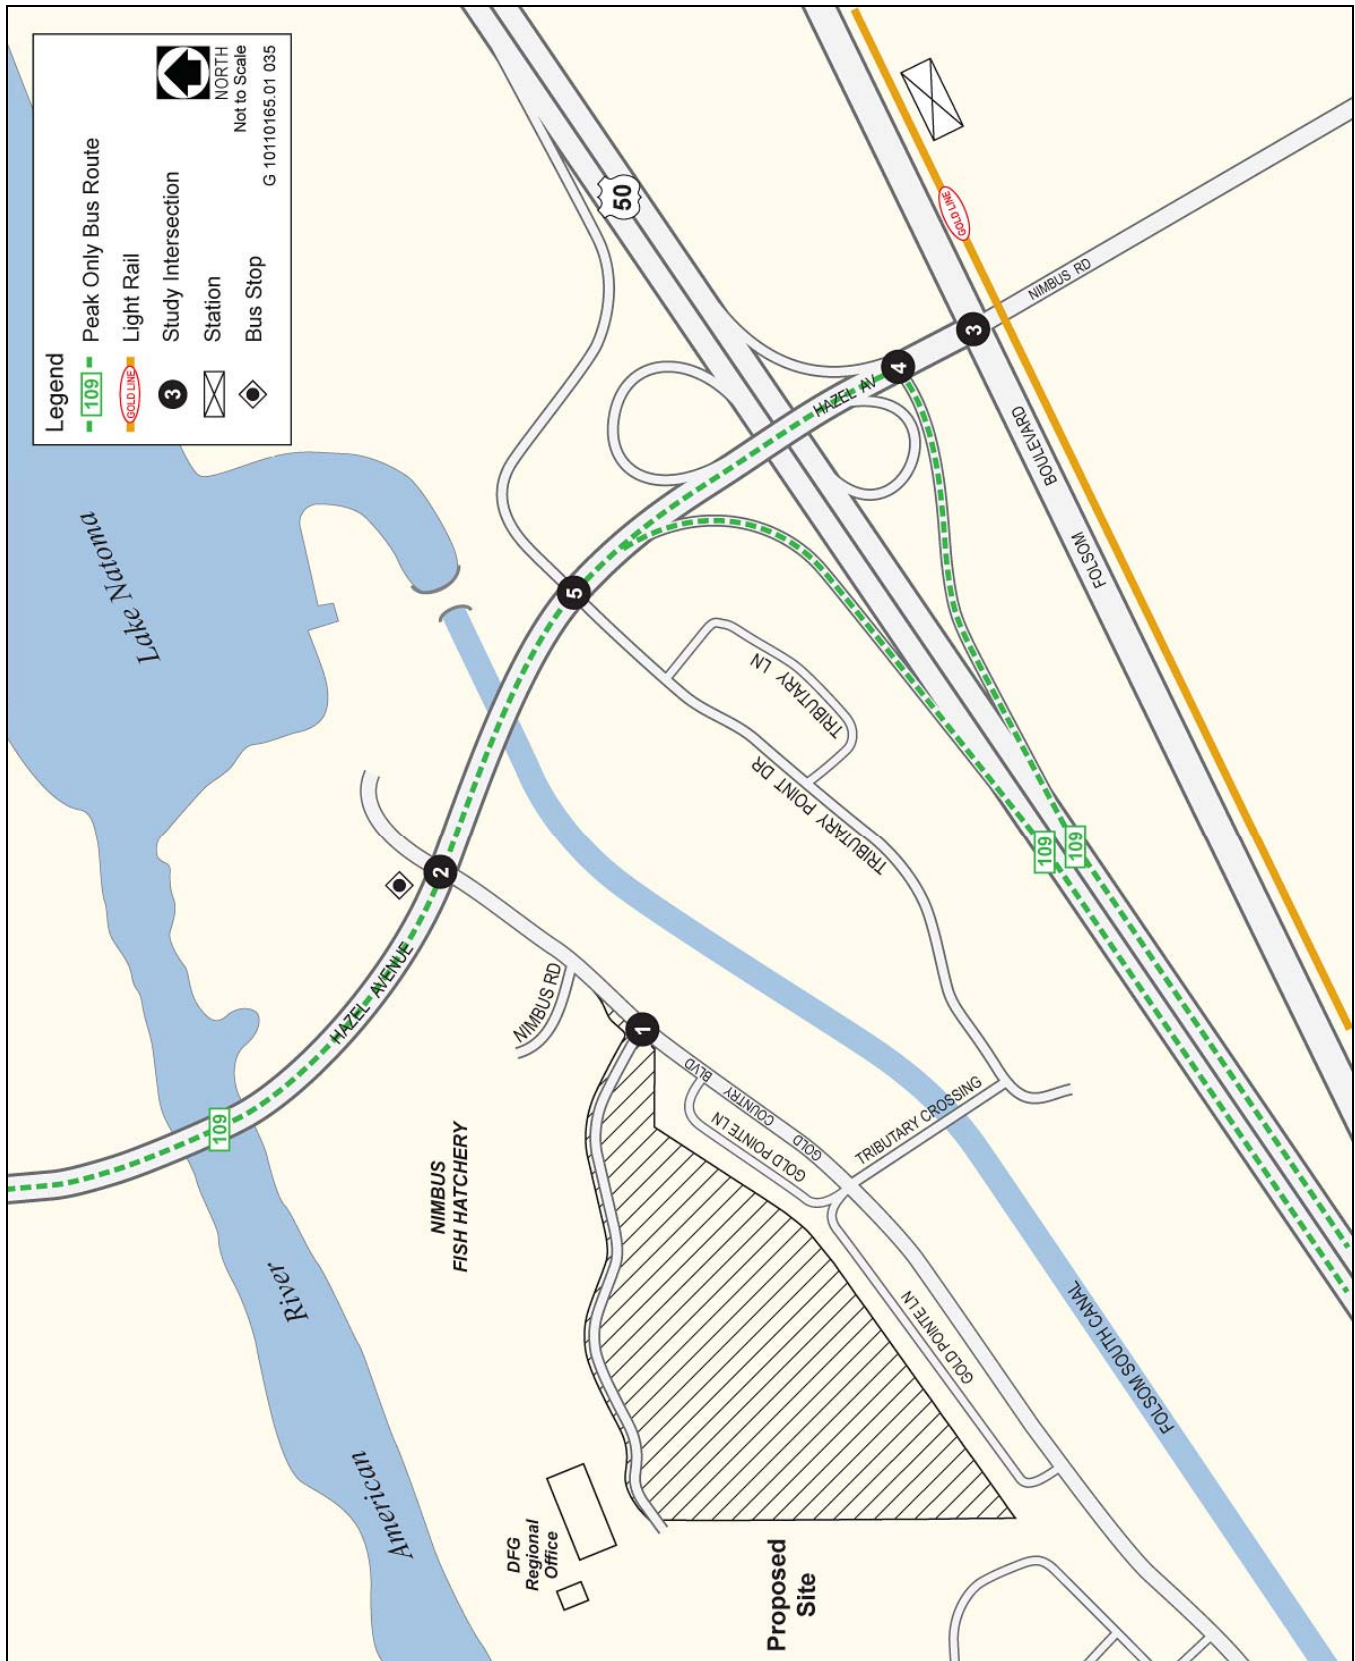 Legend
109
Peak Only Bus Route
GOLD LINE
Light Rail
3
Study Intersection
Station
Bus Stop
NORTH
Not to Scale
G 10110165.01 035
Lake Natoma
50
GOLD LINE
NIMBUS RD
3
4
HAZEL AV
BOULEVARD
FOLSOM
5
TRIBUTARY LN
TRIBUTARY POINT DR
2
109
109
HAZEL AVENUE
NIMBUS RD
1
109
GOLD COUNTRY BLVD
GOLD POINTE LN
TRIBUTARY CROSSING
NIMBUS
FISH HATCHERY
American River
GOLD POINTE LN
FOLSOM SOUTH CANAL
DFG
Regional
Office
Proposed
Site